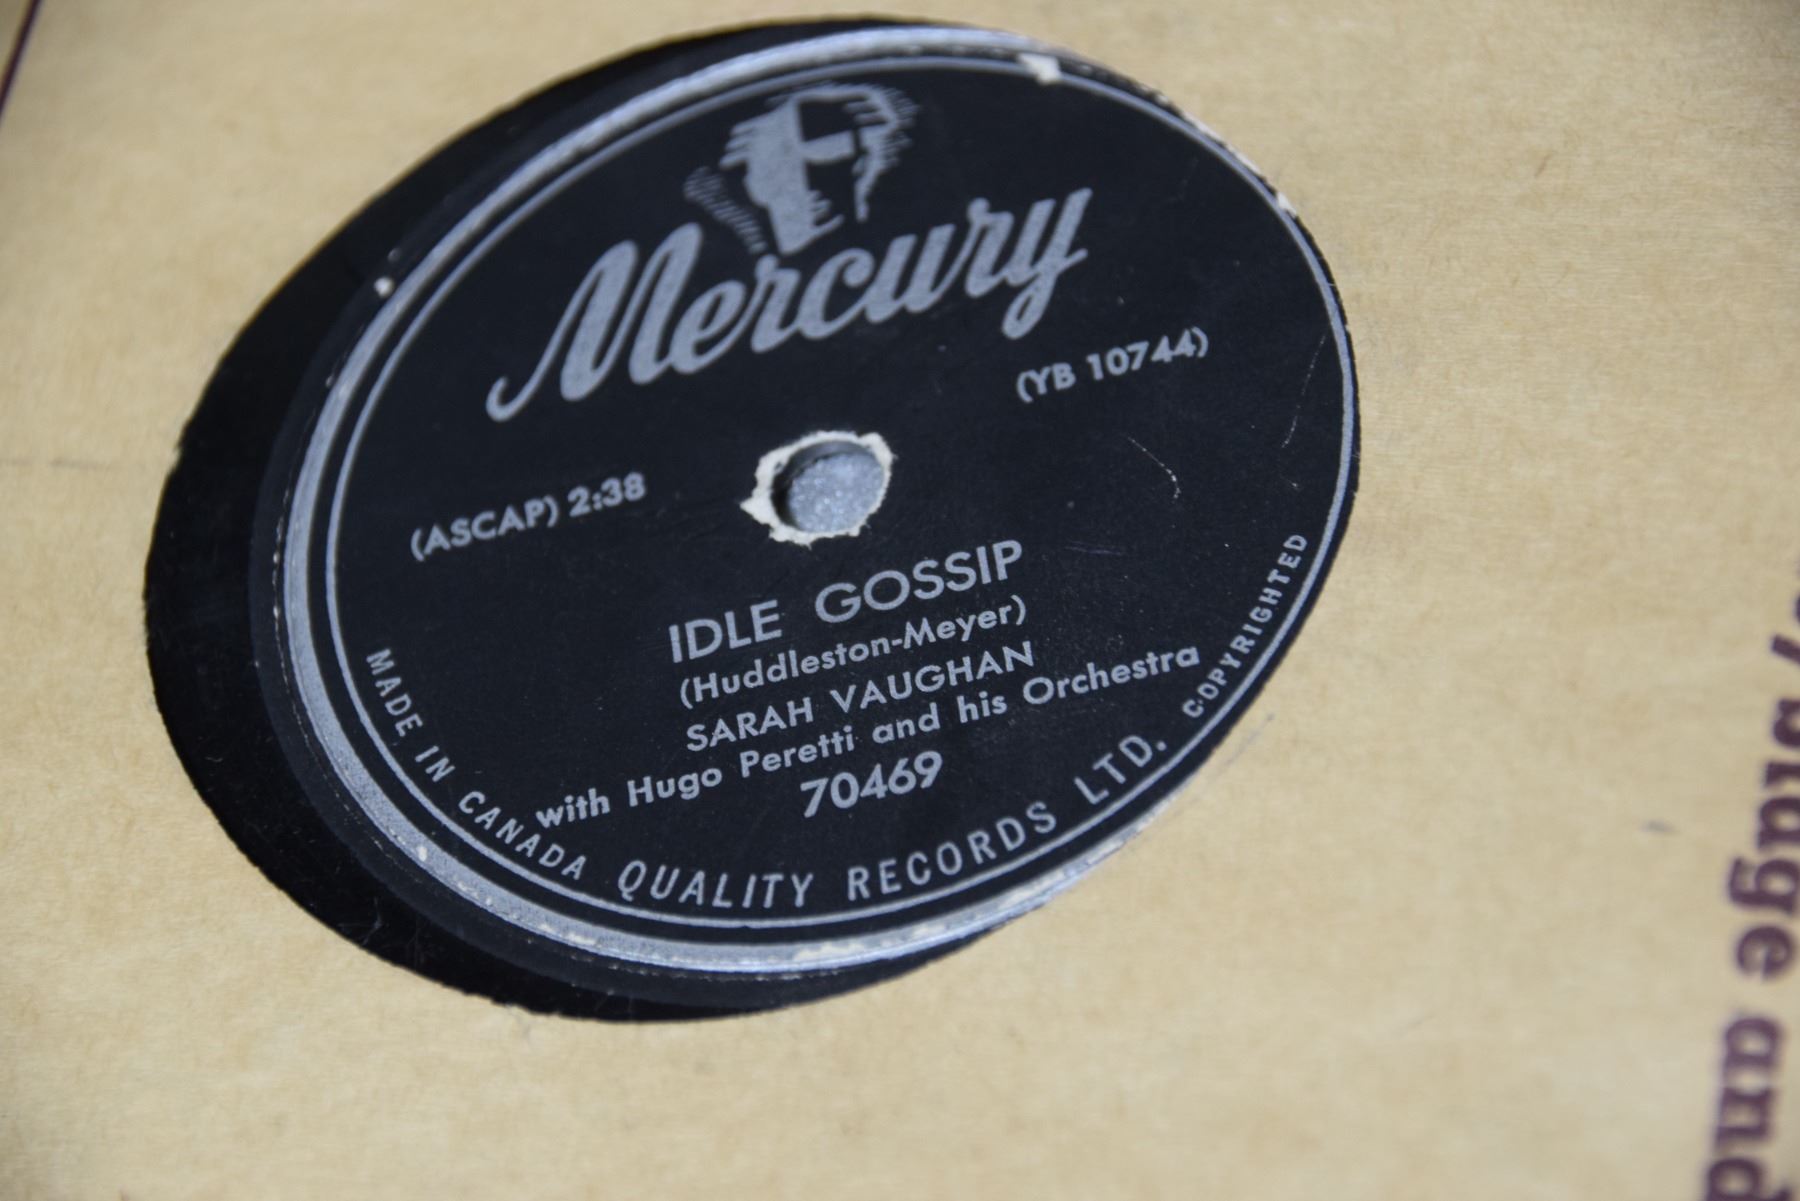 Mercury
(YB 10744)
(ASCAP) 2:38
IDLE GOSSIP
(Huddleston-Meyer)
SARAH VAUGHAN
with Hugo Peretti and his Orchestra
70469
MADE IN CANADA QUALITY RECORDS LTD. COPYRIGHTED
and